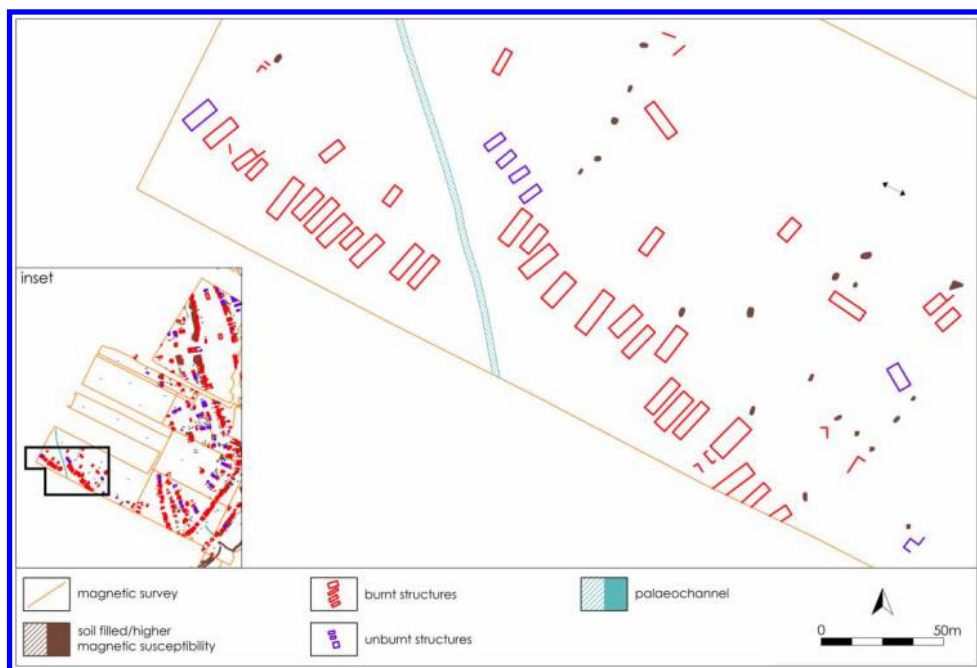 inset
magnetic survey
burnt structures
palaeochannel
soil filled/higher
magnetic susceptibility
unburnt structures
0
50m